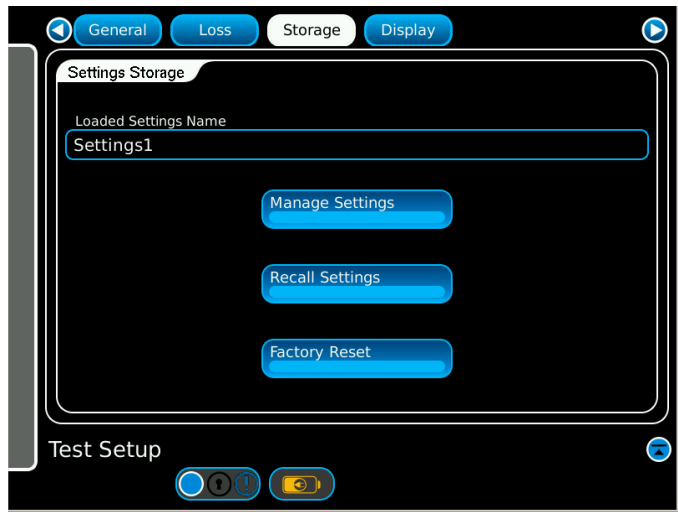 General Loss Storage Display
Settings Storage
Loaded Settings Name
Settings1
Manage Settings
Recall Settings
Factory Reset
Test Setup